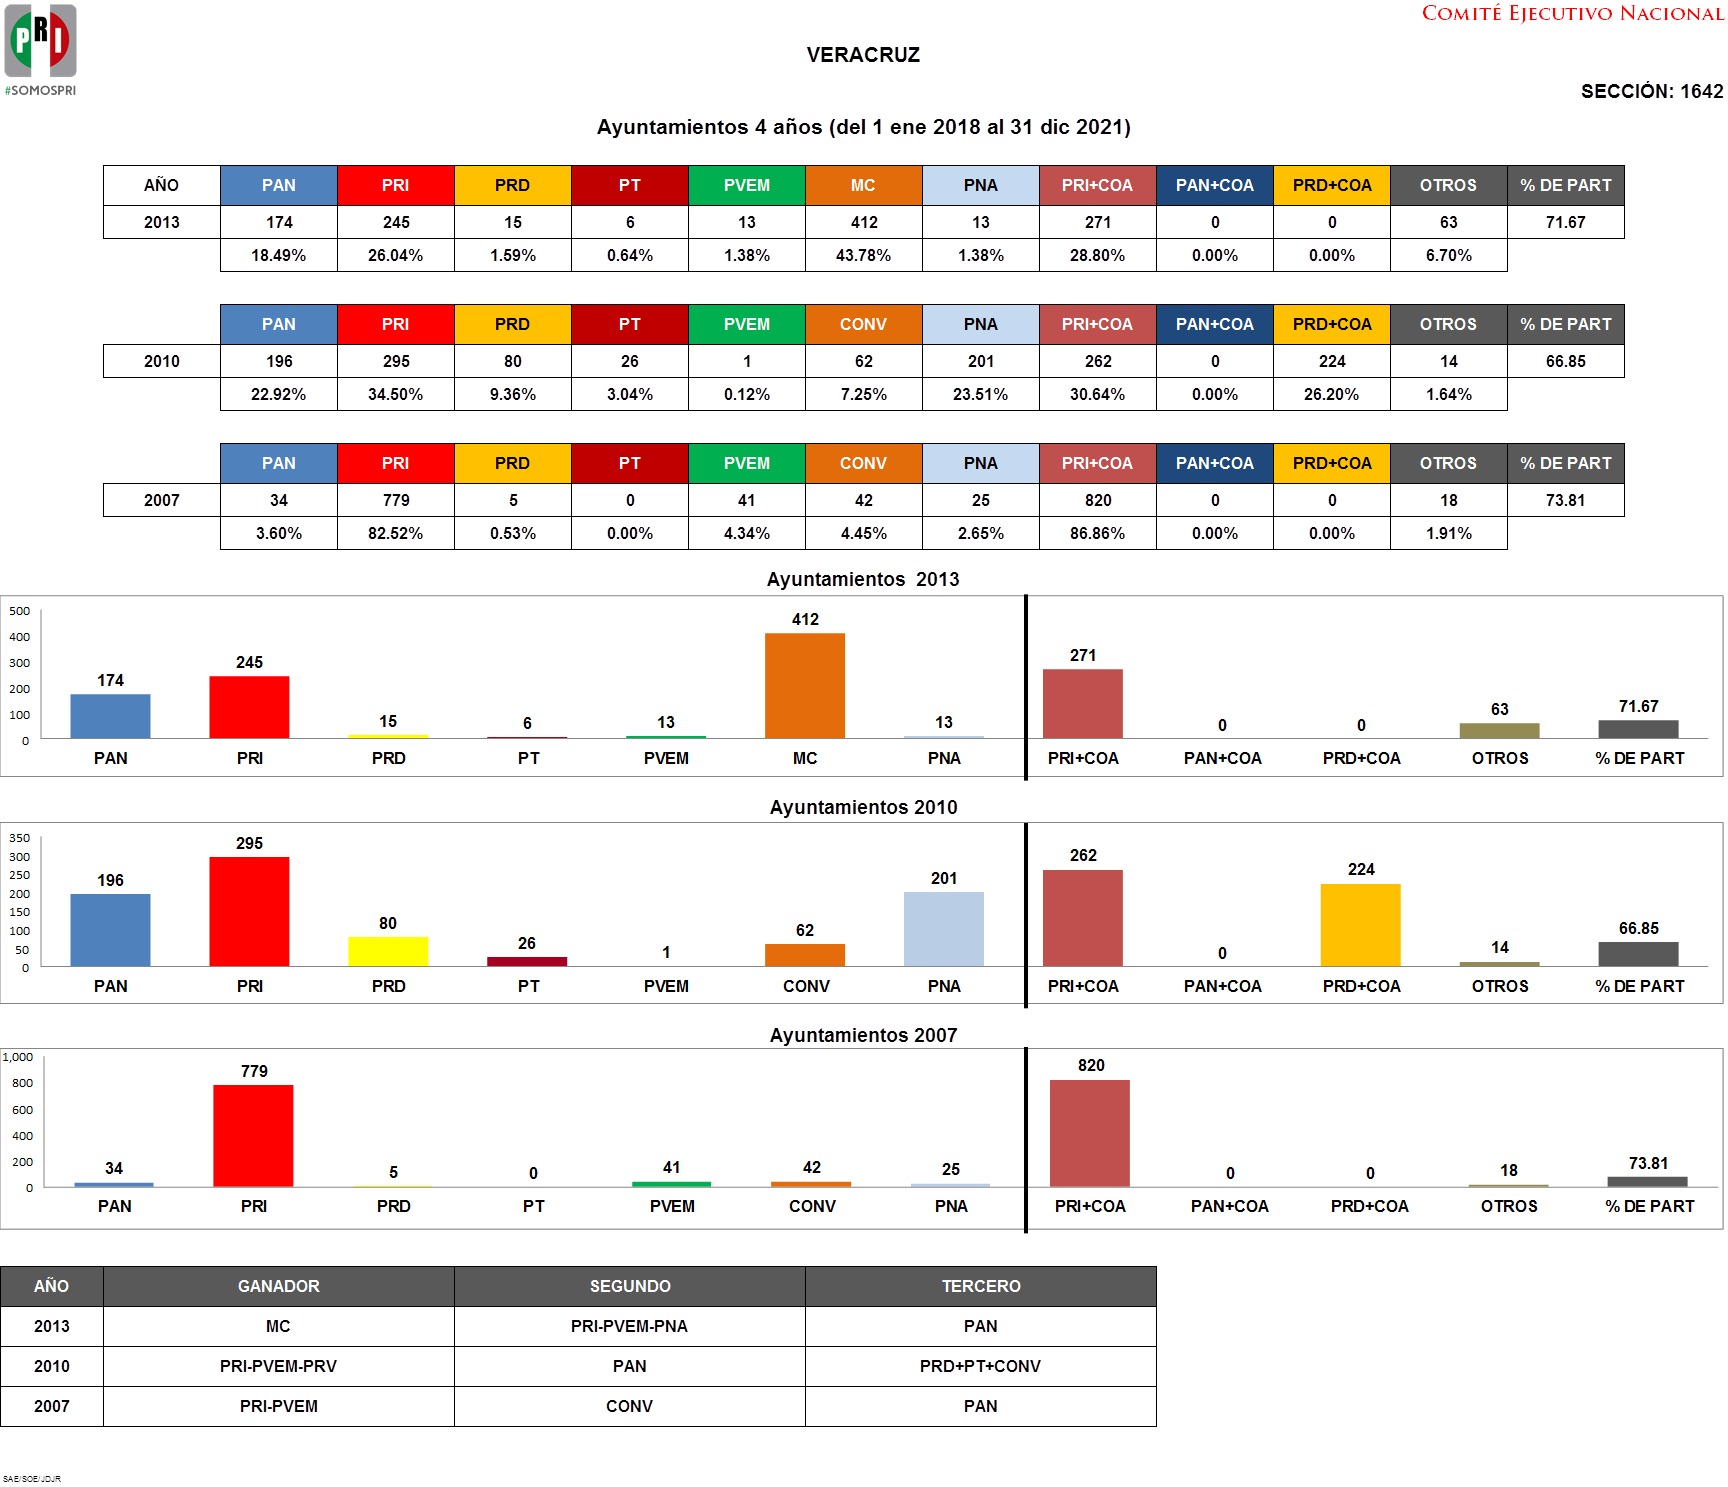 PRI
#SOMOSPRI
COMITÉ EJECUTIVO NACIONAL
VERACRUZ
SECCIÓN: 1642
Ayuntamientos 4 años (del 1 ene 2018 al 31 dic 2021)
AÑO PAN PRI PRD PT PVEM MC PNA PRI+COA PAN+COA PRD+COA OTROS % DE PART
2013 174 245 15 6 13 412 13 271 0 0 63 71.67
18.49% 26.04% 1.59% 0.64% 1.38% 43.78% 1.38% 28.80% 0.00% 0.00% 6.70%
PAN PRI PRD PT PVEM CONV PNA PRI+COA PAN+COA PRD+COA OTROS % DE PART
2010 196 295 80 26 1 62 201 262 0 224 14 66.85
22.92% 34.50% 9.36% 3.04% 0.12% 7.25% 23.51% 30.64% 0.00% 26.20% 1.64%
PAN PRI PRD PT PVEM CONV PNA PRI+COA PAN+COA PRD+COA OTROS % DE PART
2007 34 779 5 0 41 42 25 820 0 0 18 73.81
3.60% 82.52% 0.53% 0.00% 4.34% 4.45% 2.65% 86.86% 0.00% 0.00% 1.91%
Ayuntamientos 2013
500
400
300
200
100
0
174 245 15 6 13 412 13 271 0 0 63 71.67
PAN PRI PRD PT PVEM MC PNA PRI+COA PAN+COA PRD+COA OTROS % DE PART
Ayuntamientos 2010
350
300
250
200
150
100
50
0
196 295 80 26 1 62 201 262 0 224 14 66.85
PAN PRI PRD PT PVEM CONV PNA PRI+COA PAN+COA PRD+COA OTROS % DE PART
Ayuntamientos 2007
1,000
800
600
400
200
0
34 779 5 0 41 42 25 820 0 0 18 73.81
PAN PRI PRD PT PVEM CONV PNA PRI+COA PAN+COA PRD+COA OTROS % DE PART
AÑO GANADOR SEGUNDO TERCERO
2013 MC PRI-PVEM-PNA PAN
2010 PRI-PVEM-PRV PAN PRD+PT+CONV
2007 PRI-PVEM CONV PAN
SAE/SOE/JDJR